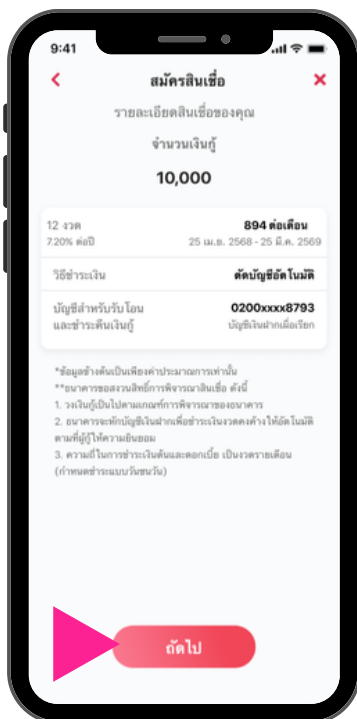 9:41
สมัครสินเชื่อ
รายละเอียดสินเชื่อของคุณ
จำนวนเงินกู้
10,000
12 งวด 894 ต่อเดือน
7.20% ต่อปี 25 เม.ย. 2568 - 25 มี.ค. 2569
วิธีชำระเงิน ตัดบัญชีอัตโนมัติ
บัญชีสำหรับรับโอน 0200xxxx8793
และชำระคืนเงินกู้ บัญชีเงินฝากเผื่อเรียก
*ข้อมูลข้างต้นเป็นเพียงค่าประมาณการเท่านั้น
**ธนาคารขอสงวนสิทธิ์การพิจารณาสินเชื่อ ดังนี้
1. วงเงินกู้เป็นไปตามเกณฑ์การพิจารณาของธนาคาร
2. ธนาคารจะหักบัญชีเงินฝากเพื่อชำระเงินงวดคงค้างให้อัตโนมัติ
ตามที่ผู้กู้ให้ความยินยอม
3. ความถี่ในการชำระเงินต้นและดอกเบี้ย เป็นงวดรายเดือน
(กำหนดชำระแบบวันชนวัน)
ถัดไป